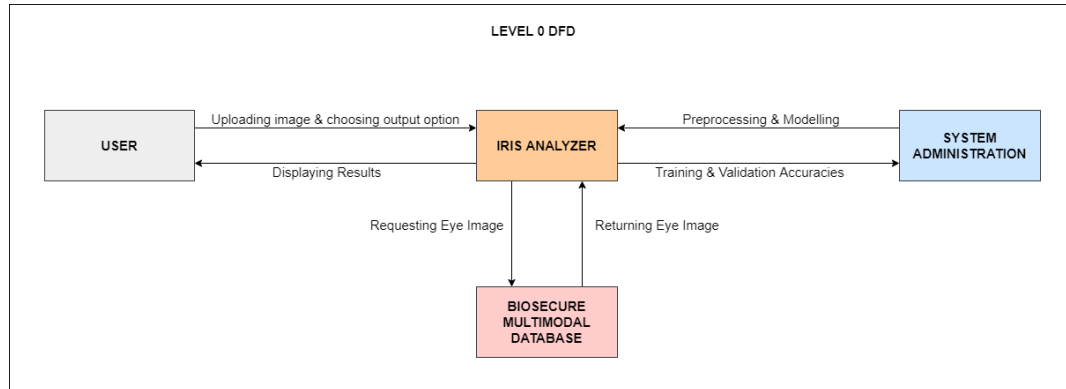 LEVEL 0 DFD
USER
Uploading image & choosing output option
Displaying Results
IRIS ANALYZER
Preprocessing & Modelling
Training & Validation Accuracies
SYSTEM
ADMINISTRATION
Requesting Eye Image
Returning Eye Image
BIOSECURE
MULTIMODAL
DATABASE